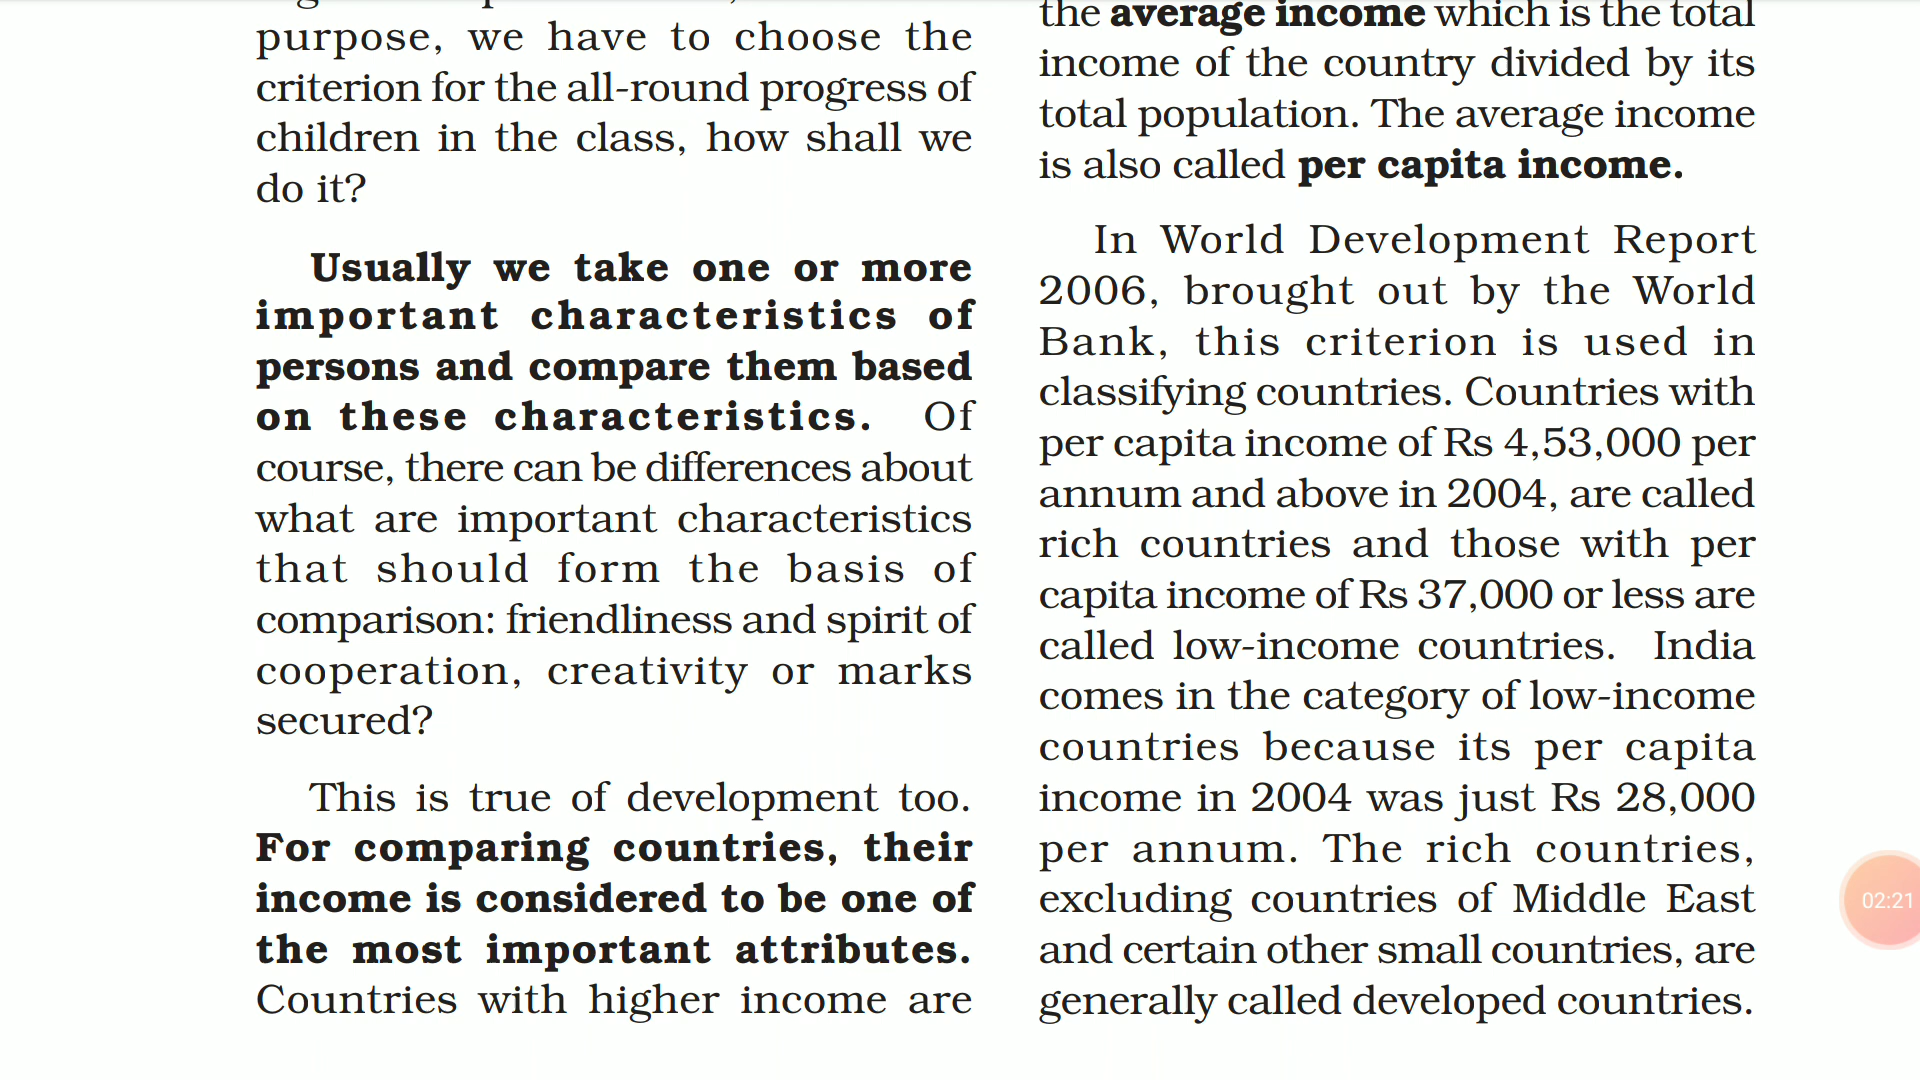 purpose, we have to choose the
criterion for the all-round progress of
children in the class, how shall we
do it?
Usually we take one or more
important characteristics of
persons and compare them based
on these characteristics. Of
course, there can be differences about
what are important characteristics
that should form the basis of
comparison: friendliness and spirit of
cooperation, creativity or marks
secured?
This is true of development too.
For comparing countries, their
income is considered to be one of
the most important attributes.
Countries with higher income are
the average income which is the total
income of the country divided by its
total population. The average income
is also called per capita income.
In World Development Report
2006, brought out by the World
Bank, this criterion is used in
classifying countries. Countries with
per capita income of Rs 4,53,000 per
annum and above in 2004, are called
rich countries and those with per
capita income of Rs 37,000 or less are
called low-income countries. India
comes in the category of low-income
countries because its per capita
income in 2004 was just Rs 28,000
per annum. The rich countries,
excluding countries of Middle East
and certain other small countries, are
generally called developed countries.
02:21